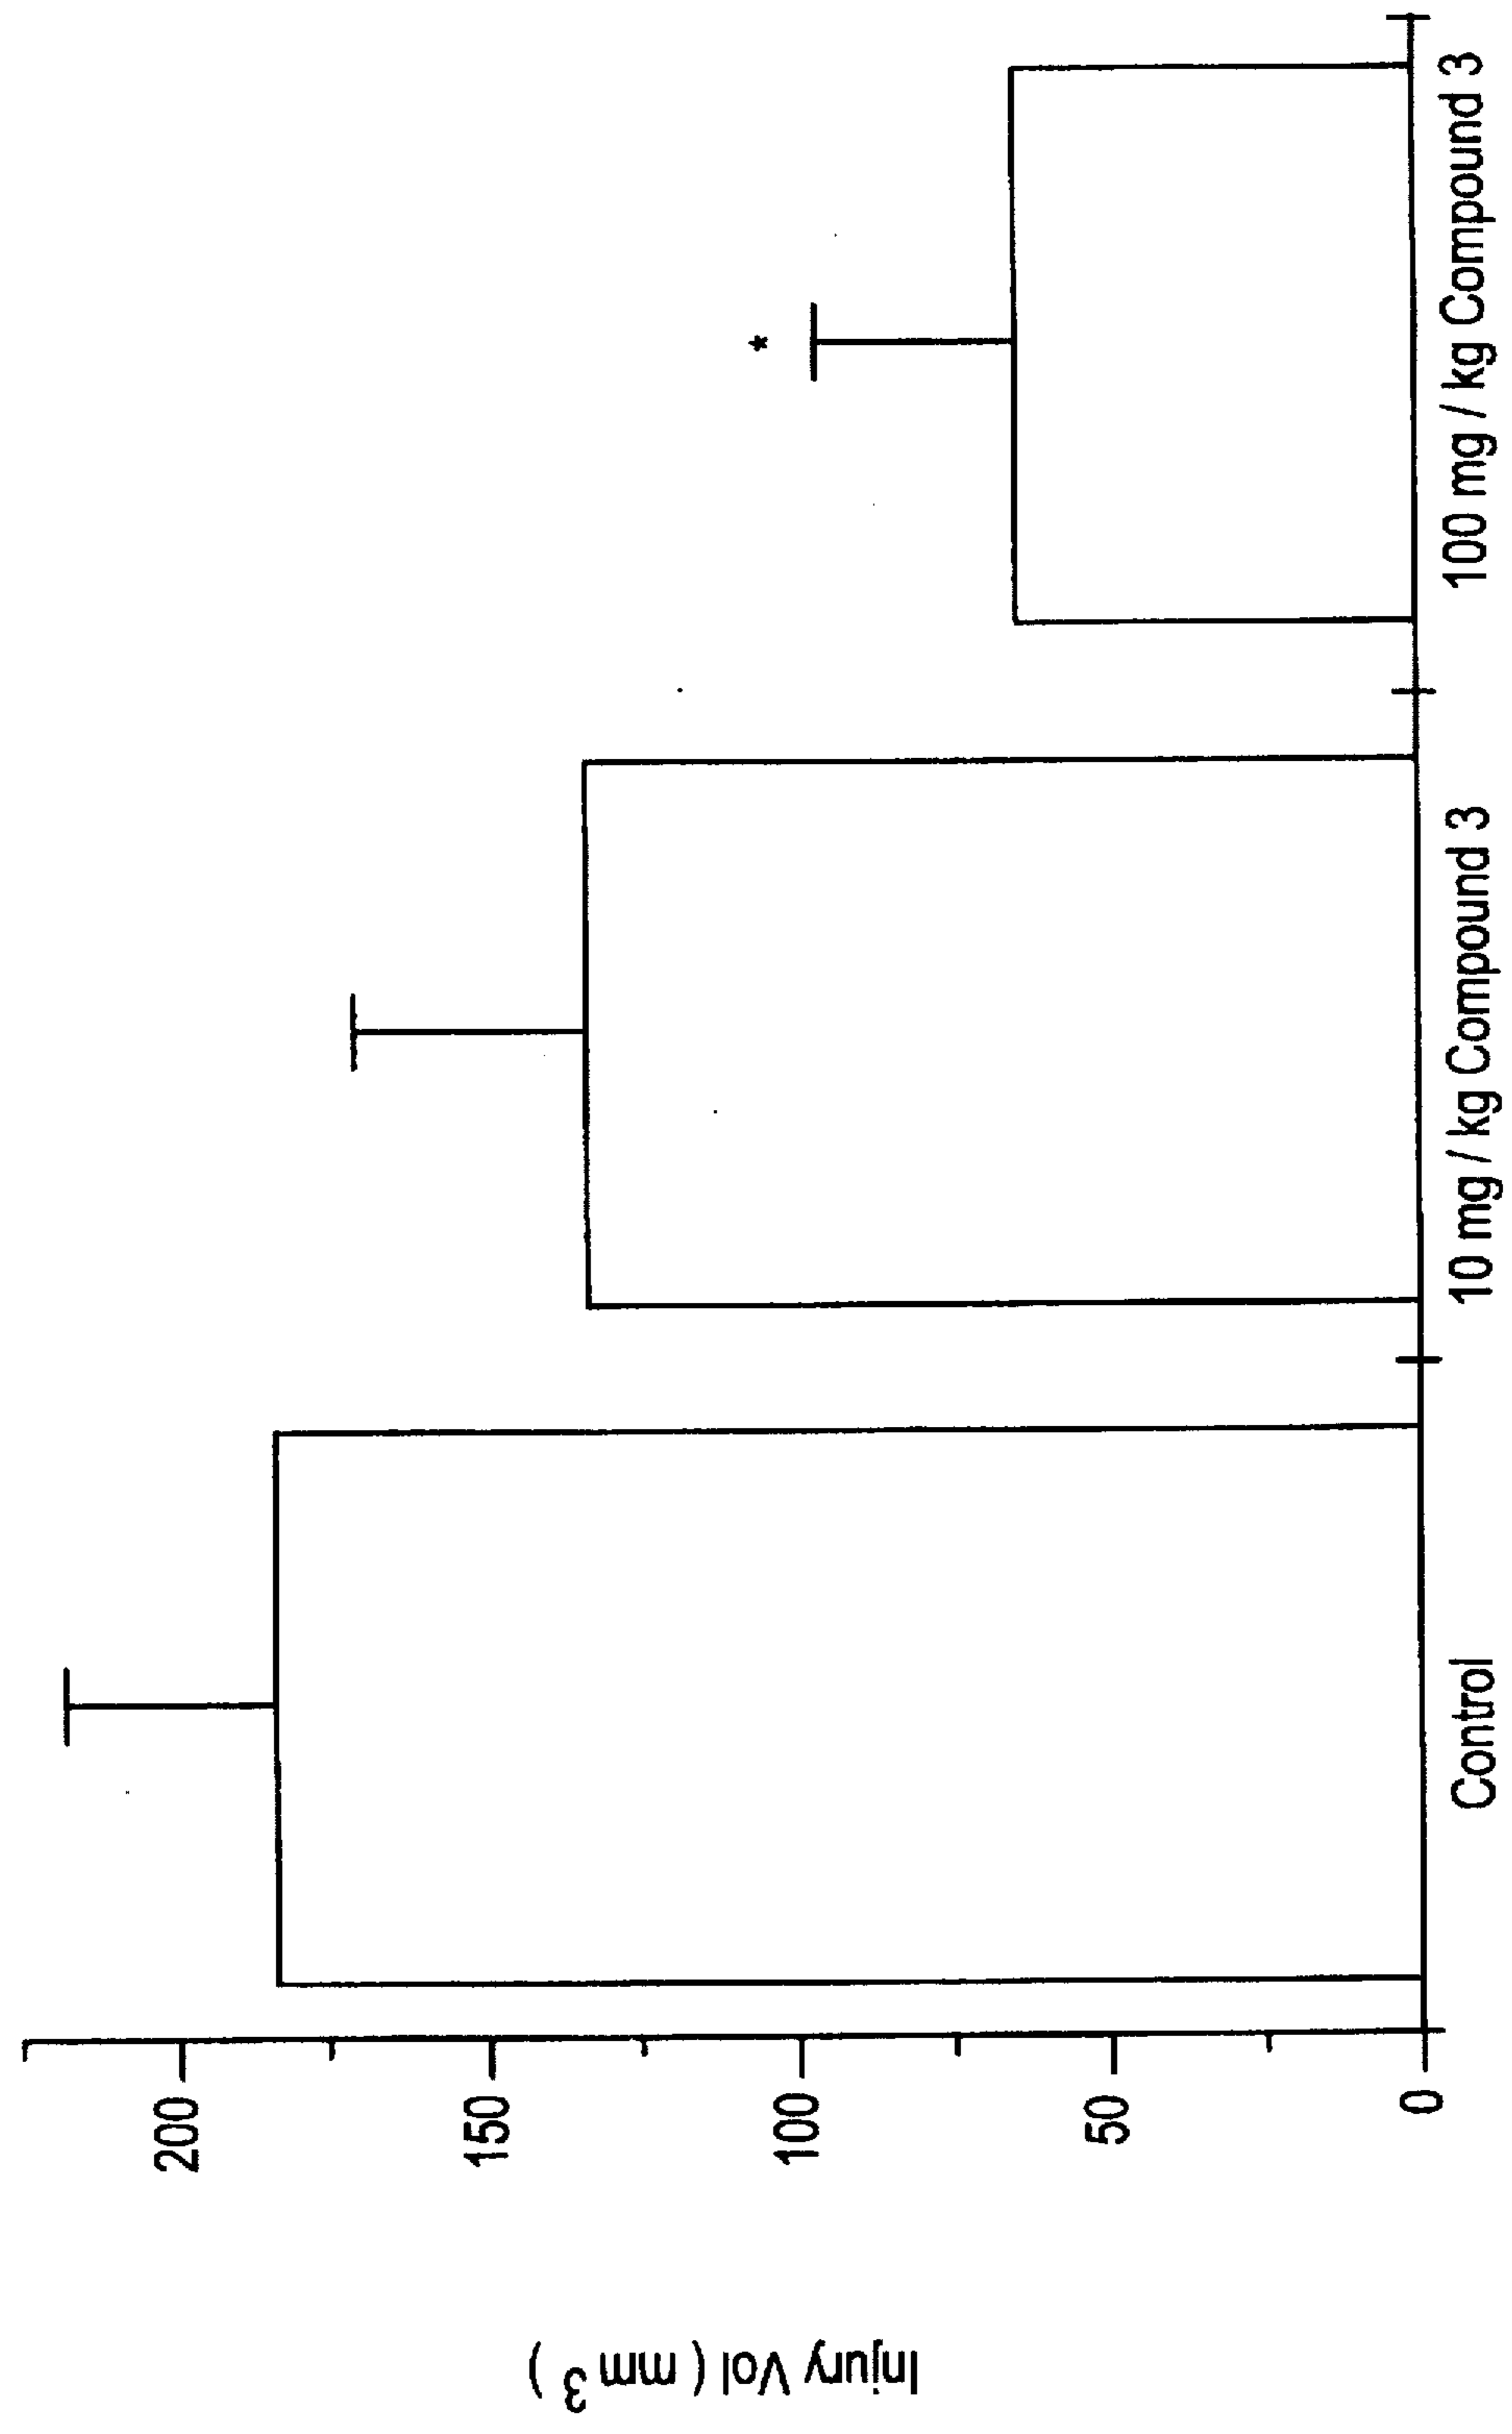 Injury Vol ( mm 3 )
200
150
100
50
0
Control
10 mg / kg Compound 3
100 mg / kg Compound 3
*